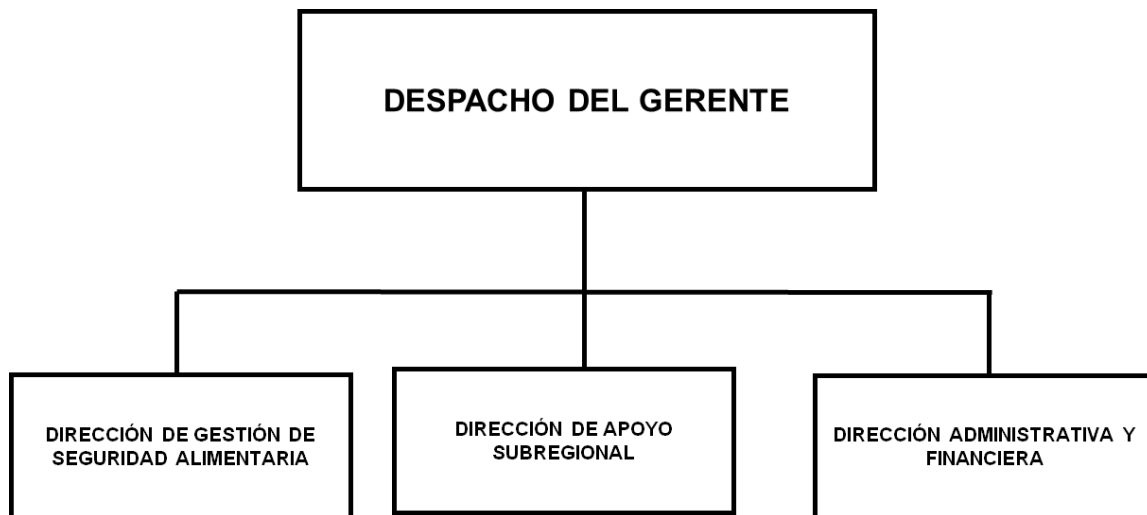 DESPACHO DEL GERENTE
DIRECCIÓN DE GESTIÓN DE
SEGURIDAD ALIMENTARIA
DIRECCIÓN DE APOYO
SUBREGIONAL
DIRECCIÓN ADMINISTRATIVA Y
FINANCIERA